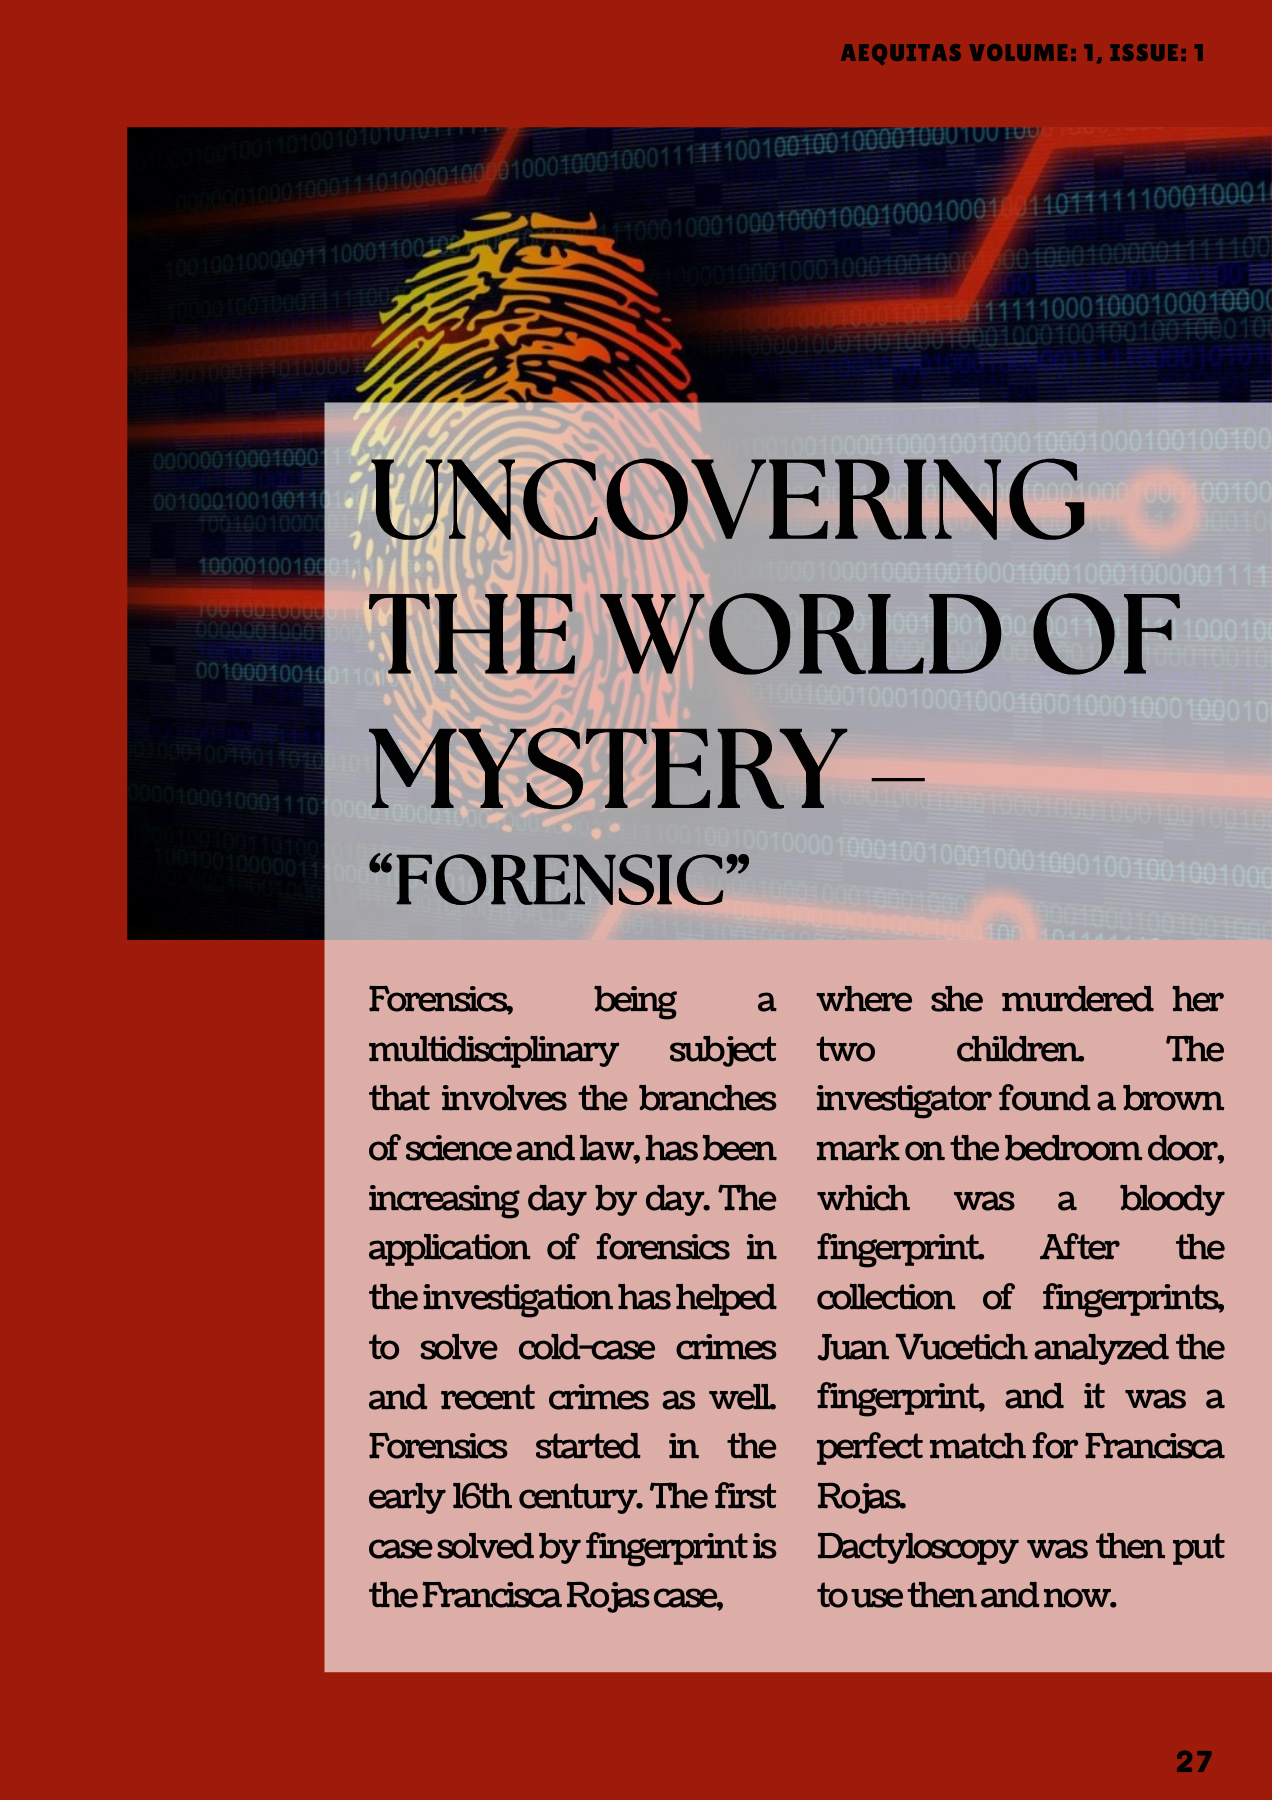 AEQUITAS VOLUME: 1, ISSUE: 1
UNCOVERING
THE WORLD OF
MYSTERY –
“FORENSIC”
Forensics, being a
multidisciplinary subject
that involves the branches
of science and law, has been
increasing day by day. The
application of forensics in
the investigation has helped
to solve cold-case crimes
and recent crimes as well.
Forensics started in the
early 16th century. The first
case solved by fingerprint is
the Francisca Rojas case,
where she murdered her
two children. The
investigator found a brown
mark on the bedroom door,
which was a bloody
fingerprint. After the
collection of fingerprints,
Juan Vucetich analyzed the
fingerprint, and it was a
perfect match for Francisca
Rojas.
Dactyloscopy was then put
to use then and now.
27